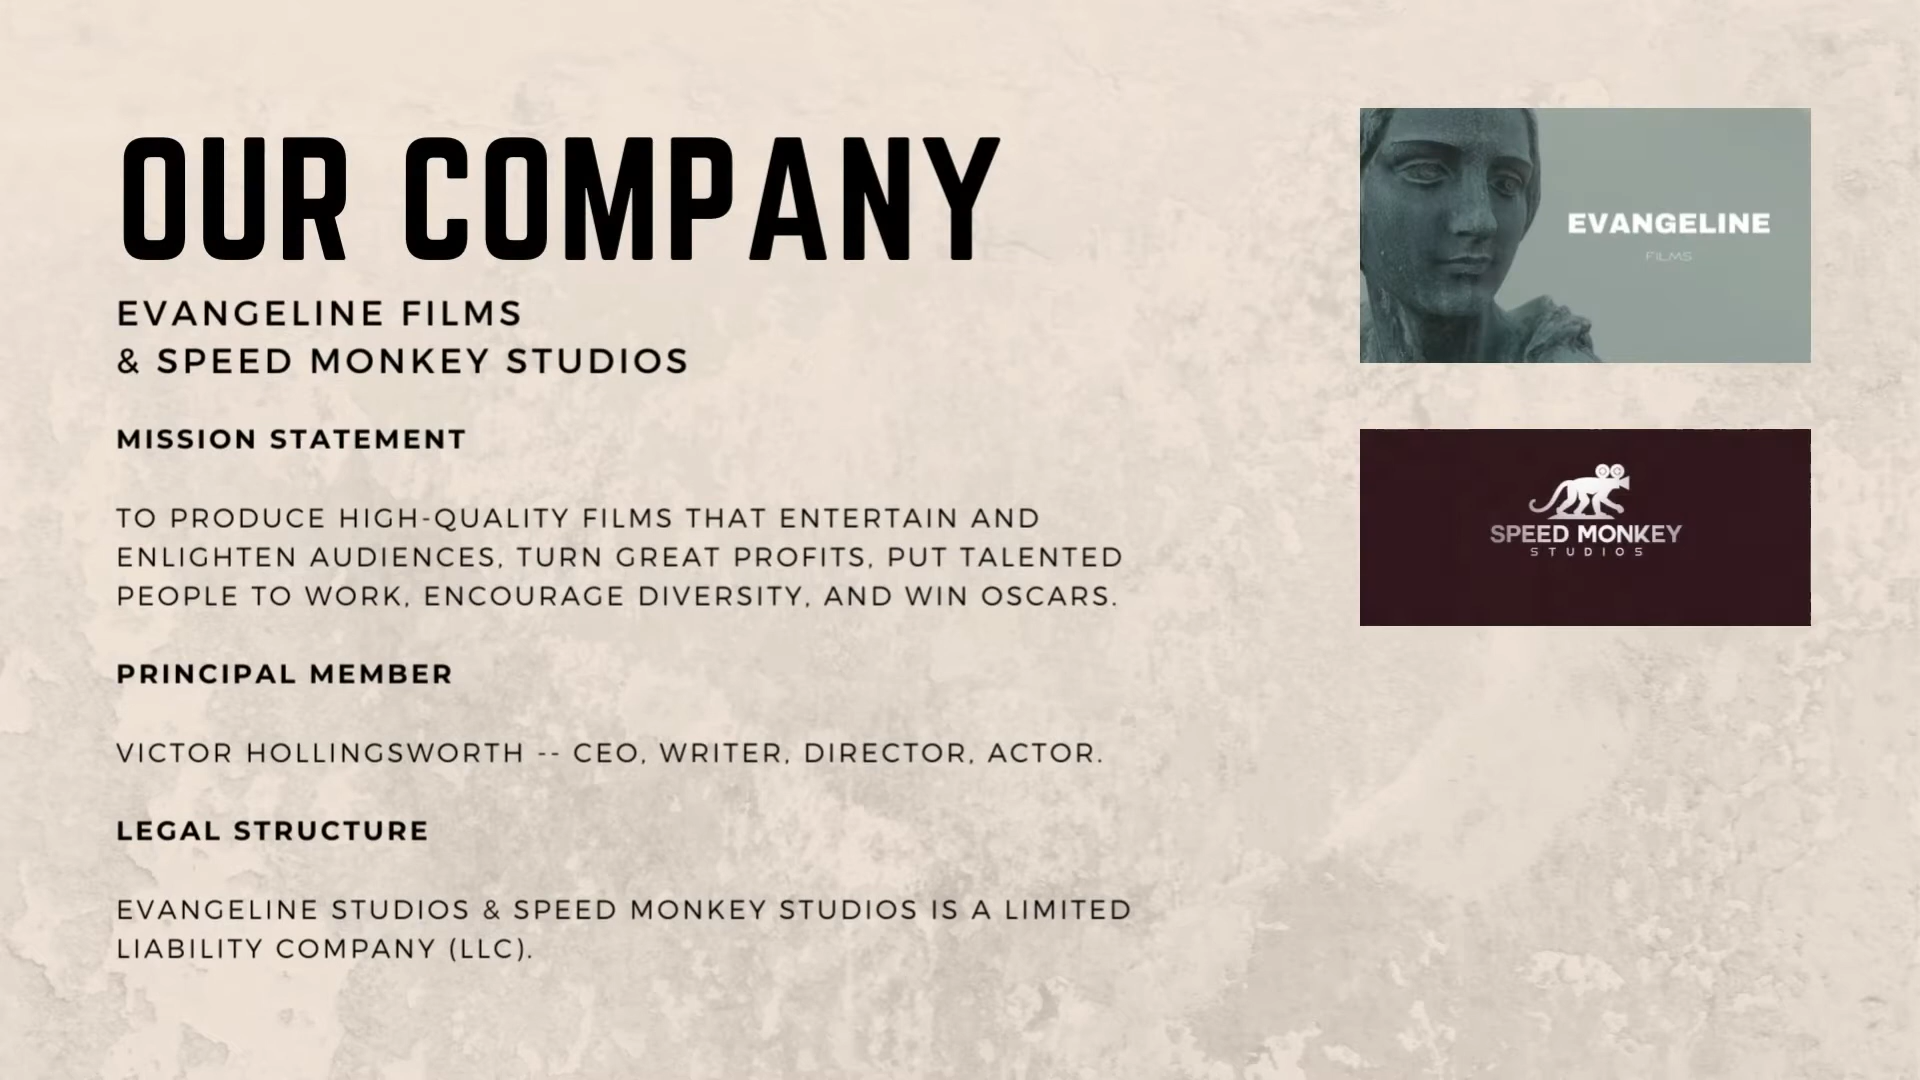 OUR COMPANY
EVANGELINE FILMS
& SPEED MONKEY STUDIOS
MISSION STATEMENT
TO PRODUCE HIGH-QUALITY FILMS THAT ENTERTAIN AND
ENLIGHTEN AUDIENCES, TURN GREAT PROFITS, PUT TALENTED
PEOPLE TO WORK, ENCOURAGE DIVERSITY, AND WIN OSCARS.
PRINCIPAL MEMBER
VICTOR HOLLINGSWORTH -- CEO, WRITER, DIRECTOR, ACTOR.
LEGAL STRUCTURE
EVANGELINE STUDIOS & SPEED MONKEY STUDIOS IS A LIMITED
LIABILITY COMPANY (LLC).
EVANGELINE
FILMS
SPEED MONKEY
STUDIOS